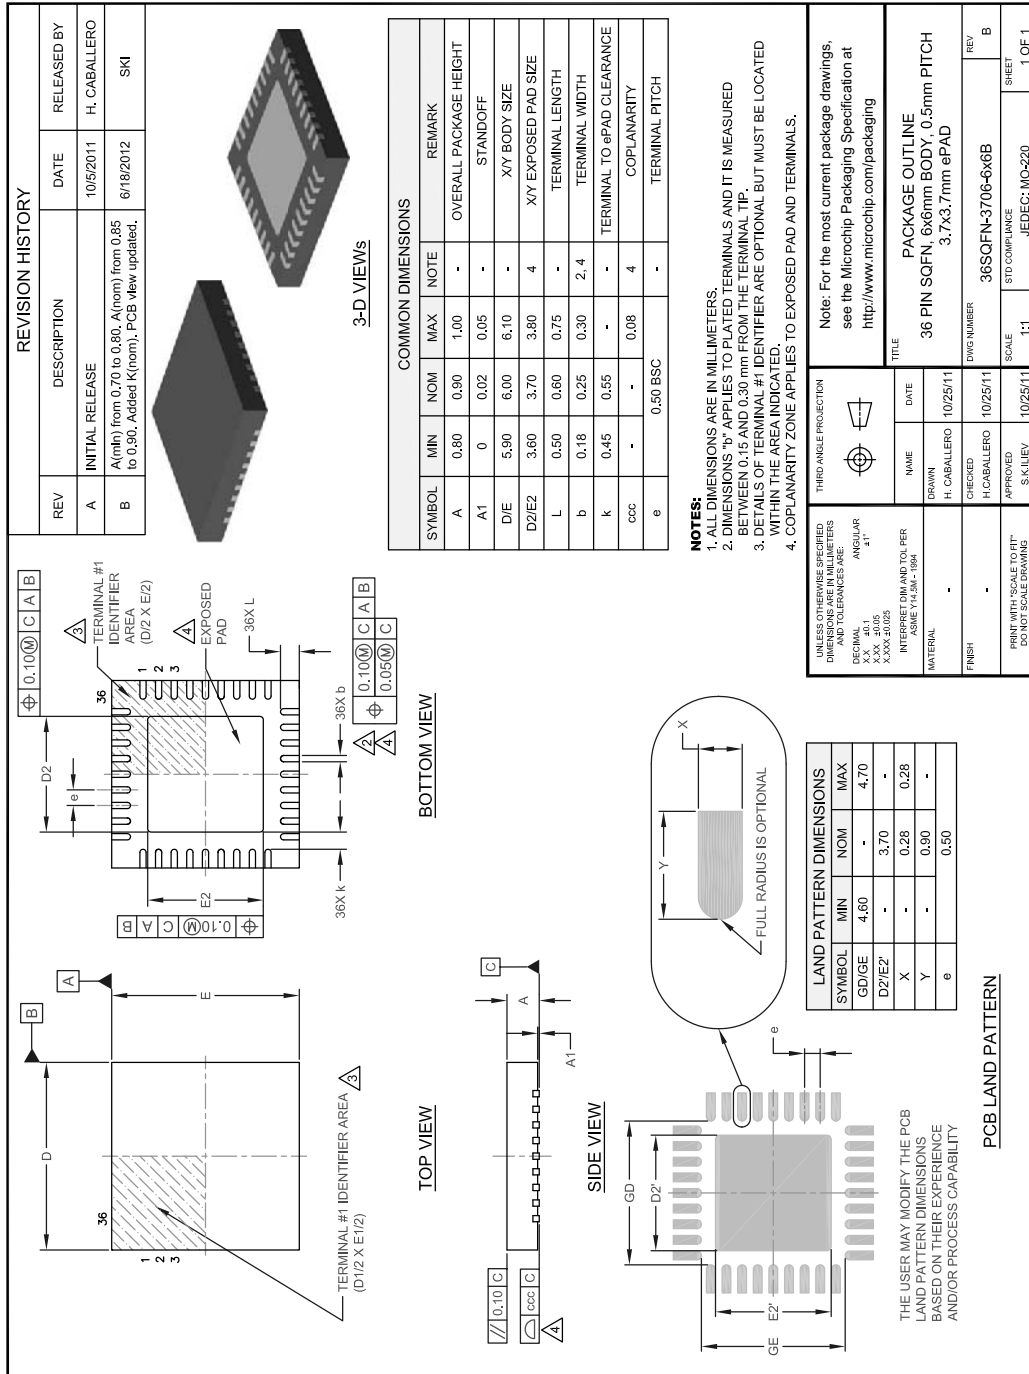 REVISION HISTORY
REV DESCRIPTION DATE RELEASED BY
A INITIAL RELEASE 10/5/2011 H. CABALLERO
B A(min) from 0.70 to 0.80. A(nom) from 0.85 to 0.90. Added K(nom). PCB view updated. 6/18/2012 SKI
3-D VIEWs
B
A
D
E
36
1
2
3
TERMINAL #1 IDENTIFIER AREA
(D1/2 X E1/2)
3
TOP VIEW
0.10 M C A B
D2
e
36
1
2
3
3
TERMINAL #1
IDENTIFIER
AREA
(D/2 X E/2)
4
EXPOSED
PAD
36X L
E2
0.10 M C A B
36X k
36X b
2
4
0.10 M C A B
0.05 M C
BOTTOM VIEW
// 0.10 C
ccc C
4
A
C
A1
SIDE VIEW
COMMON DIMENSIONS
SYMBOL MIN NOM MAX NOTE REMARK
A 0.80 0.90 1.00 - OVERALL PACKAGE HEIGHT
A1 0 0.02 0.05 - STANDOFF
D/E 5.90 6.00 6.10 - X/Y BODY SIZE
D2/E2 3.60 3.70 3.80 4 X/Y EXPOSED PAD SIZE
L 0.50 0.60 0.75 - TERMINAL LENGTH
b 0.18 0.25 0.30 2, 4 TERMINAL WIDTH
k 0.45 0.55 - - TERMINAL TO ePAD CLEARANCE
ccc - - 0.08 4 COPLANARITY
e 0.50 BSC - TERMINAL PITCH
NOTES:
1. ALL DIMENSIONS ARE IN MILLIMETERS.
2. DIMENSIONS "b" APPLIES TO PLATED TERMINALS AND IT IS MEASURED
BETWEEN 0.15 AND 0.30 mm FROM THE TERMINAL TIP.
3. DETAILS OF TERMINAL #1 IDENTIFIER ARE OPTIONAL BUT MUST BE LOCATED
WITHIN THE AREA INDICATED.
4. COPLANARITY ZONE APPLIES TO EXPOSED PAD AND TERMINALS.
GD
D2'
GE
E2'
e
Y
X
FULL RADIUS IS OPTIONAL
THE USER MAY MODIFY THE PCB
LAND PATTERN DIMENSIONS
BASED ON THEIR EXPERIENCE
AND/OR PROCESS CAPABILITY
LAND PATTERN DIMENSIONS
SYMBOL MIN NOM MAX
GD/GE 4.60 - 4.70
D2'/E2' - 3.70 -
X - 0.28 0.28
Y - 0.90 -
e 0.50
PCB LAND PATTERN
UNLESS OTHERWISE SPECIFIED
DIMENSIONS ARE IN MILLIMETERS
AND TOLERANCES ARE:
DECIMAL ANGULAR
X.X ±0.1 ±1°
X.XX ±0.05
X.XXX ±0.025
INTERPRET DIM AND TOL PER
ASME Y14.5M - 1994
MATERIAL
-
FINISH
-
PRINT WITH "SCALE TO FIT"
DO NOT SCALE DRAWING
THIRD ANGLE PROJECTION
NAME DATE
DRAWN
H. CABALLERO 10/25/11
CHECKED
H.CABALLERO 10/25/11
APPROVED
S.K.ILIEV 10/25/11
Note: For the most current package drawings,
see the Microchip Packaging Specification at
http://www.microchip.com/packaging
TITLE
PACKAGE OUTLINE
36 PIN SQFN, 6x6mm BODY, 0.5mm PITCH
3.7x3.7mm ePAD
DWG NUMBER REV
36SQFN-3706-6x6B B
SCALE STD COMPLIANCE SHEET
1:1 JEDEC: MO-220 1 OF 1